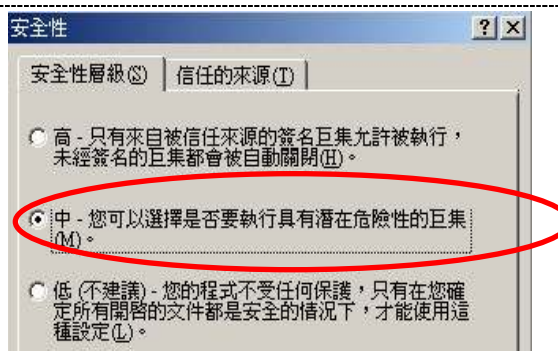 安全性
安全性層級(S) 信任的來源(T)
高 - 只有來自被信任來源的簽名巨集允許被執行，
未經簽名的巨集都會被自動關閉(H)。
中 - 您可以選擇是否要執行具有潛在危險性的巨集
(M)。
低 (不建議) - 您的程式不受任何保護，只有在您確
定所有開啓的文件都是安全的情況下，才能使用這
種設定(L)。